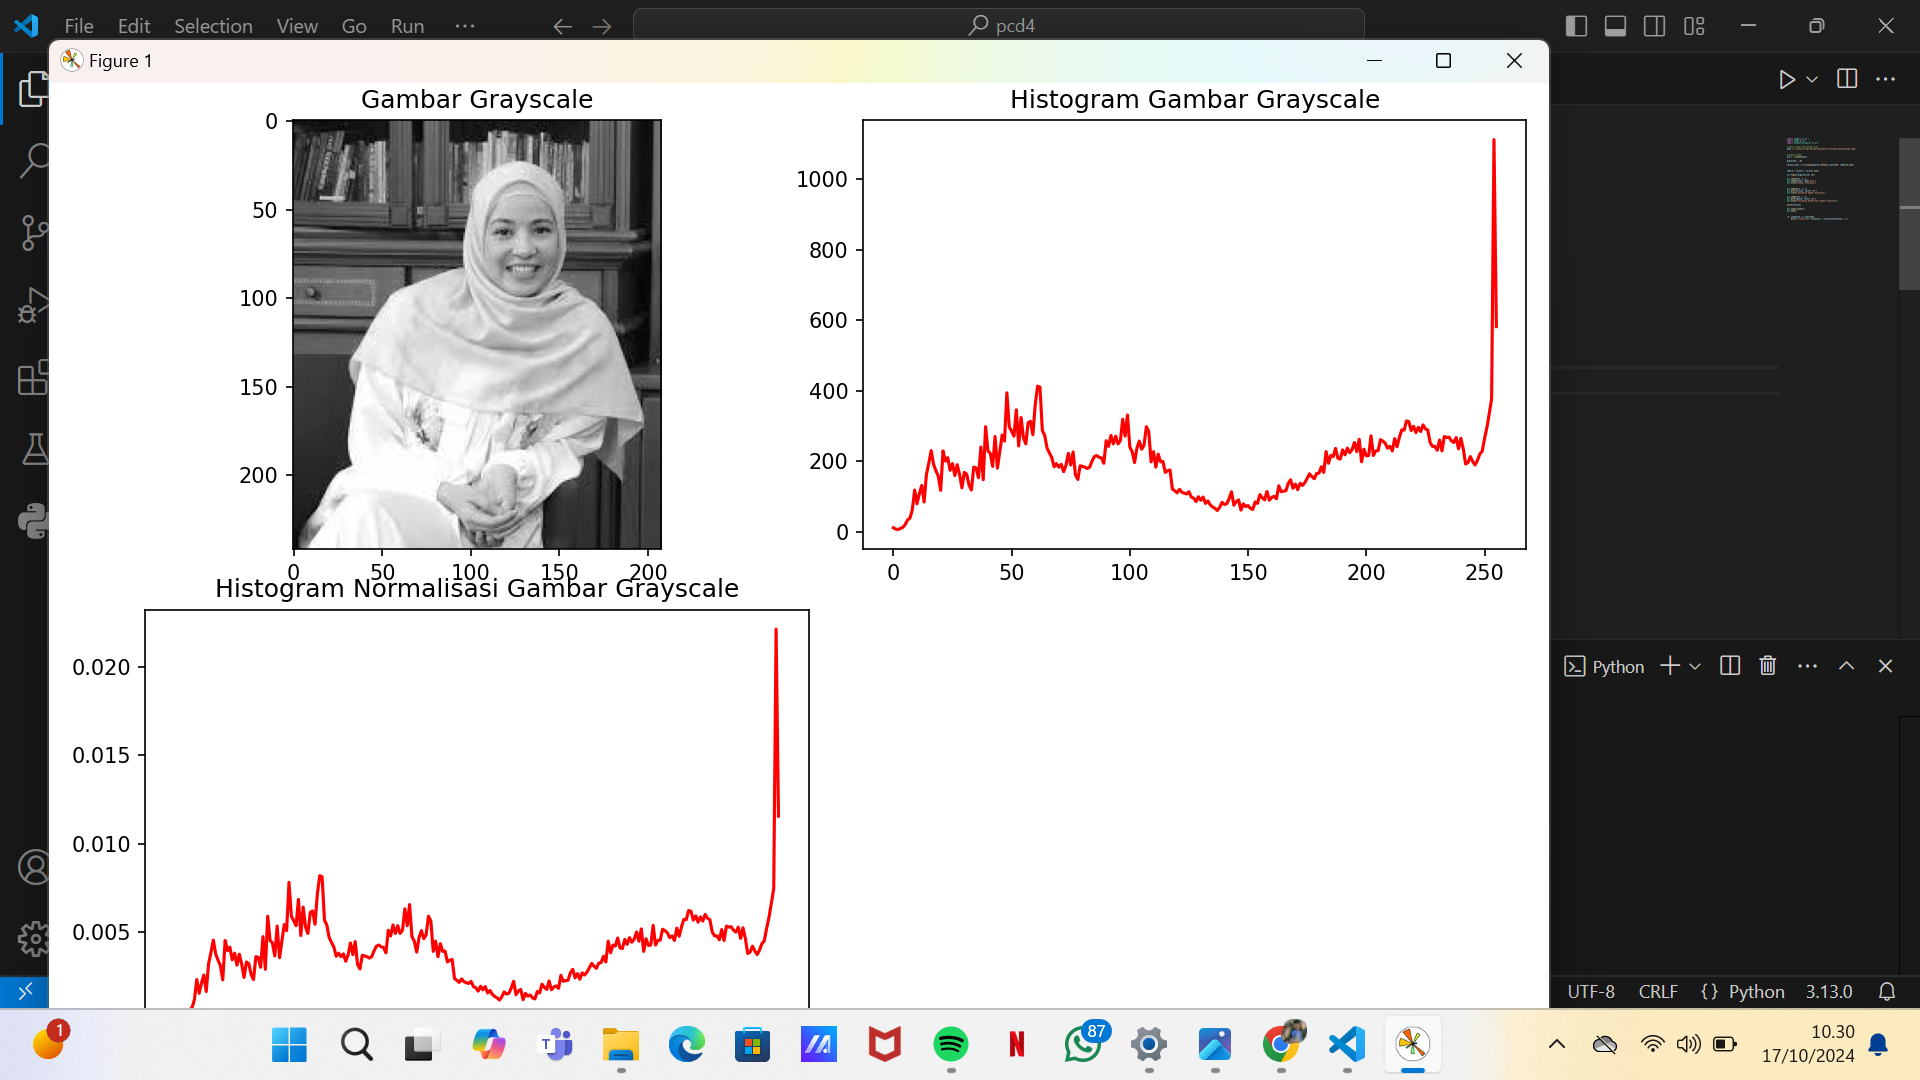 File Edit Selection View Go Run ··· pcd4
Figure 1
Gambar Grayscale
0
50
100
150
200
0 50 100 150 200
Histogram Gambar Grayscale
1000
800
600
400
200
0
0 50 100 150 200 250
Histogram Normalisasi Gambar Grayscale
0.020
0.015
0.010
0.005
Python
UTF-8 CRLF {} Python 3.13.0
1
87
10.30
17/10/2024